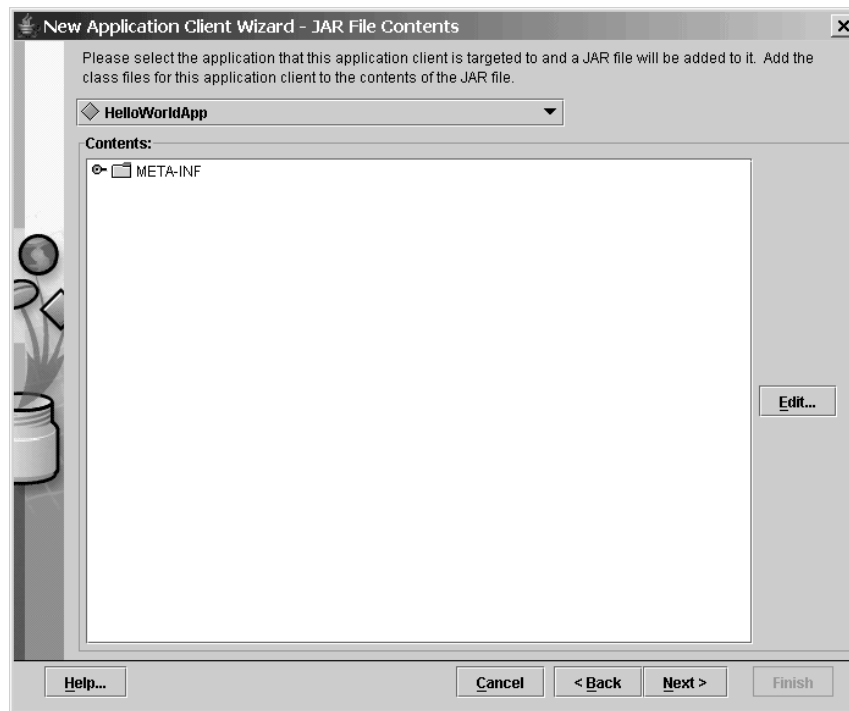 New Application Client Wizard - JAR File Contents
Please select the application that this application client is targeted to and a JAR file will be added to it. Add the
class files for this application client to the contents of the JAR file.
HelloWorldApp
Contents:
META-INF
Edit...
Help...
Cancel
< Back
Next >
Finish